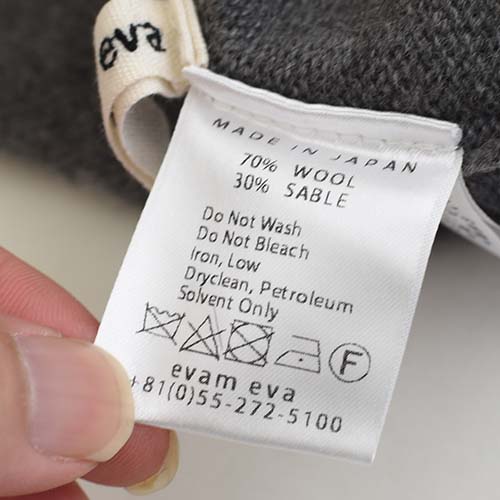 eva
MADE IN JAPAN
70% WOOL
30% SABLE
Do Not Wash
Do Not Bleach
Iron, Low
Dryclean, Petroleum
Solvent Only
F
evam eva
+81(0)55-272-5100